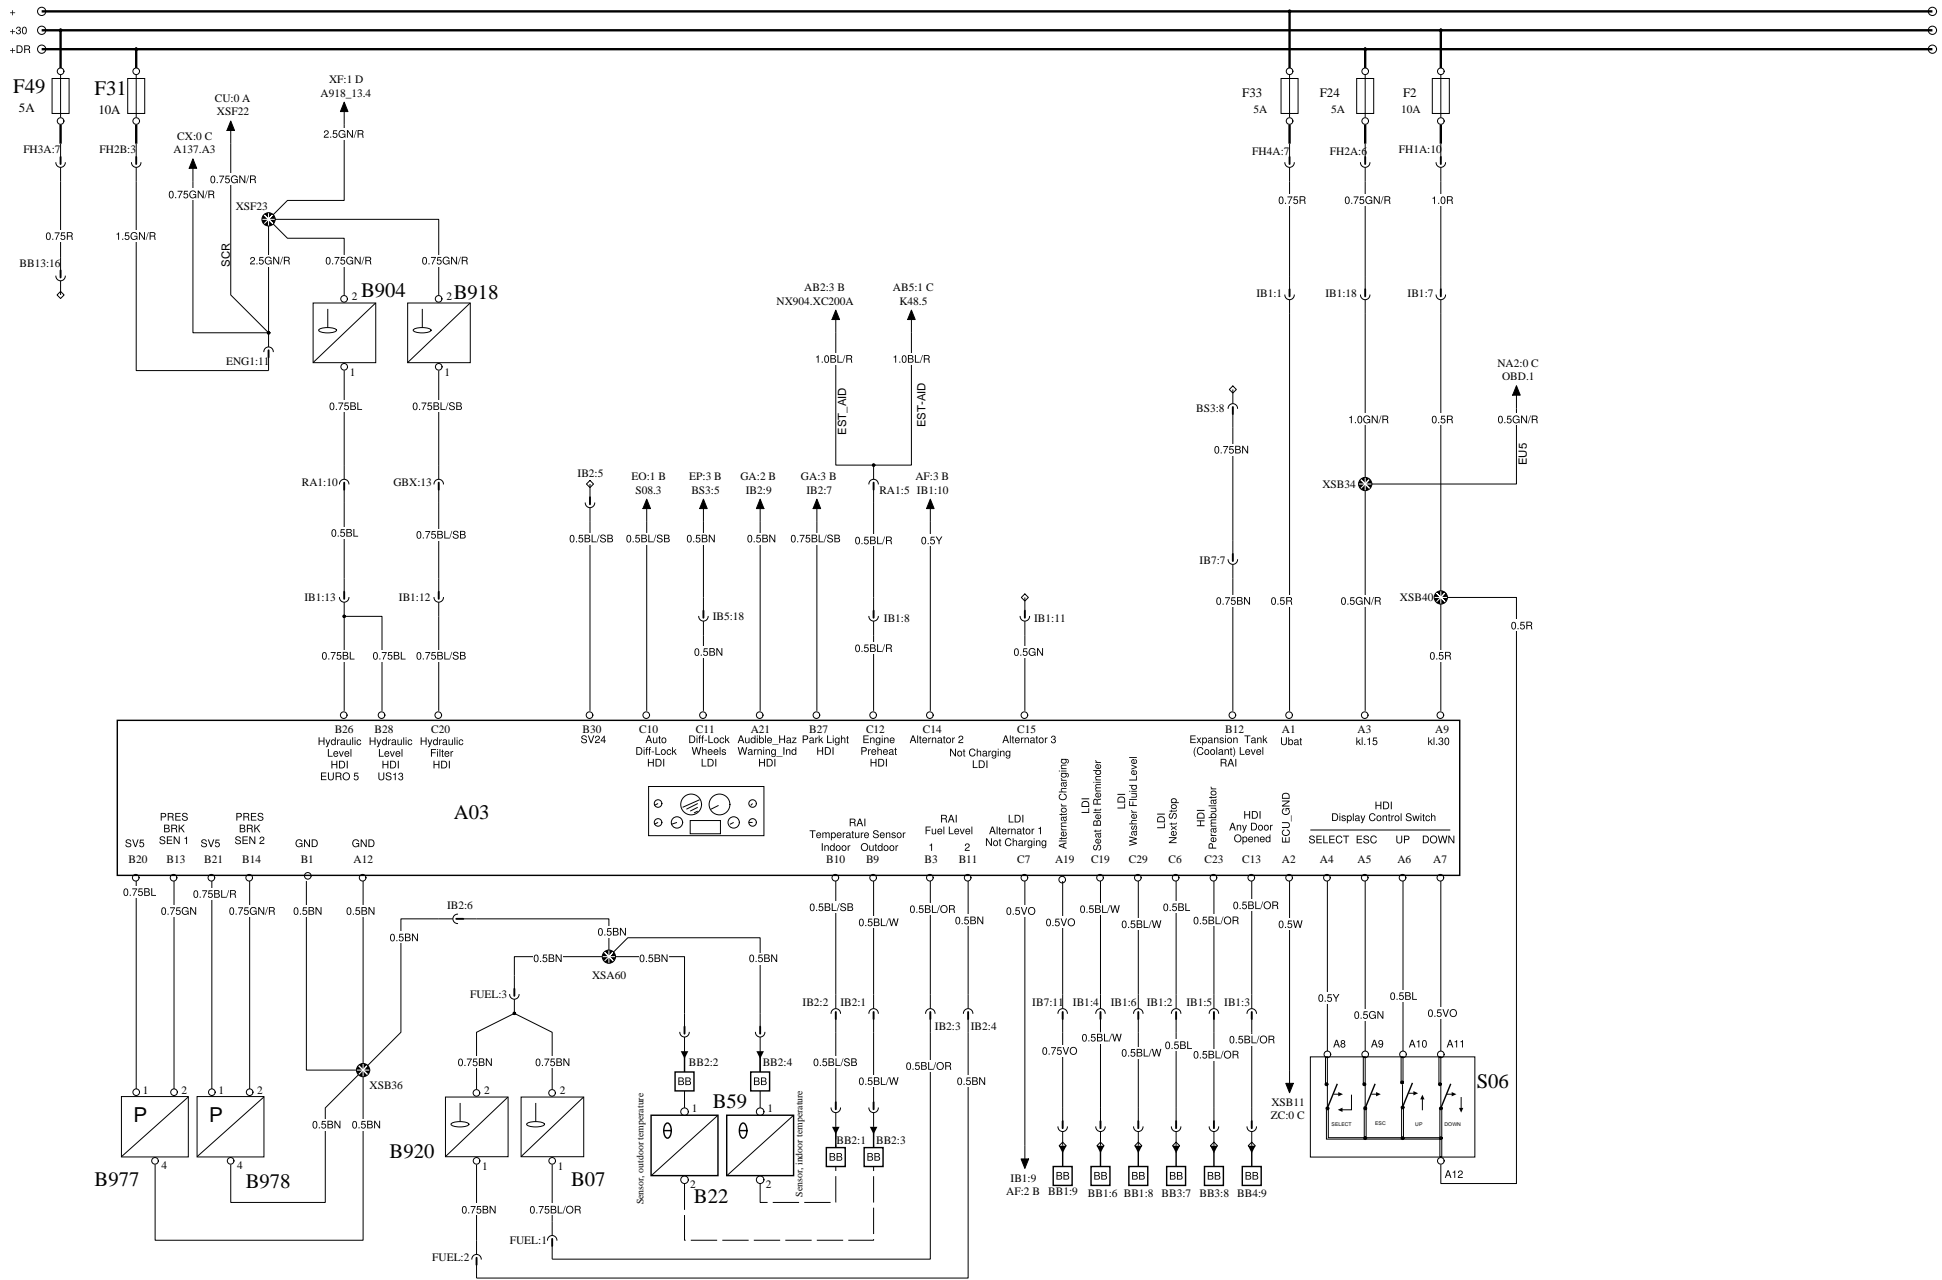 +
+30
+DR
F49
5A
F31
10A
F33
5A
F24
5A
F2
10A
XF:1 D
A918_13.4
CU:0 A
XSF22
CX:0 C
A137.A3
FH3A:7
FH2B:3
FH4A:7
FH2A:6
FH1A:10
2.5GN/R
0.75GN/R
0.75GN/R
XSF23
0.75R
0.75GN/R
1.0R
0.75R
1.5GN/R
SCR
2.5GN/R
0.75GN/R
0.75GN/R
BB13:16
B904
2
B918
2
IB1:1
IB1:18
IB1:7
AB2:3 B
NX904.XC200A
AB5:1 C
K48.5
ENG1:11
1
1
1.0BL/R
1.0BL/R
NA2:0 C
OBD.1
0.75BL
0.75BL/SB
EST_AID
EST-AID
BS3:8
1.0GN/R
0.5R
0.5GN/R
EU5
0.75BN
RA1:10
GBX:13
IB2:5
EO:1 B
S08.3
EP:3 B
BS3:5
GA:2 B
IB2:9
GA:3 B
IB2:7
RA1:5
AF:3 B
IB1:10
XSB34
0.5BL
0.75BL/SB
0.5BL/SB
0.5BL/SB
0.5BN
0.5BN
0.75BL/SB
0.5BL/R
0.5Y
IB7:7
IB1:13
IB1:12
IB5:18
IB1:8
IB1:11
0.75BN
0.5R
0.5GN/R
XSB40
0.5R
0.75BL
0.75BL
0.75BL/SB
0.5BN
0.5BL/R
0.5GN
0.5R
B26
Hydraulic
Level
HDI
EURO 5
B28
Hydraulic
Level
HDI
US13
C20
Hydraulic
Filter
HDI
B30
SV24
C10
Auto
Diff-Lock
HDI
C11
Diff-Lock
Wheels
LDI
A21
Audible_Haz
Warning_Ind
HDI
B27
Park Light
HDI
C12
Engine
Preheat
HDI
C14
Alternator 2
C15
Alternator 3
Not Charging
LDI
B12
Expansion Tank
(Coolant) Level
RAI
A1
Ubat
A3
kl.15
A9
kl.30
A03
SV5
B20
PRES
BRK
SEN 1
B13
SV5
B21
PRES
BRK
SEN 2
B14
GND
B1
GND
A12
RAI
Temperature Sensor
Indoor
Outdoor
B10
B9
RAI
Fuel Level
1
2
B3
B11
LDI
Alternator 1
Not Charging
C7
Alternator Charging
A19
LDI
Seat Belt Reminder
C19
LDI
Washer Fluid Level
C29
LDI
Next Stop
C6
HDI
Perambulator
C23
HDI
Any Door
Opened
C13
ECU_GND
A2
HDI
Display Control Switch
SELECT
ESC
UP
DOWN
A4
A5
A6
A7
0.75BL
0.75GN
0.75BL/R
0.75GN/R
0.5BN
0.5BN
IB2:6
0.5BN
0.5BN
0.5BN
0.5BN
0.5BN
XSA60
0.5BL/SB
0.5BL/W
0.5BL/OR
0.5BN
0.5VO
0.5VO
0.5BL/W
0.5BL/W
0.5BL
0.5BL/OR
0.5BL/OR
0.5W
FUEL:3
IB2:2
IB2:1
IB2:3
IB2:4
IB7:11
IB1:4
IB1:6
IB1:2
IB1:5
IB1:3
0.5Y
0.5GN
0.5BL
0.5VO
0.75BN
0.75BN
BB2:2
BB2:4
0.5BL/SB
0.5BL/W
0.5BL/OR
0.5BN
0.75VO
0.5BL/W
0.5BL/W
0.5BL
0.5BL/OR
0.5BL/OR
A8
A9
A10
A11
S06
XSB36
BB
BB
1
2
1
2
2
2
P
P
B59
1
1
θ
θ
0.5BN
0.5BN
XSB11
ZC:0 C
SELECT
ESC
UP
DOWN
B920
B07
1
1
Sensor, outdoor temperature
Sensor, indoor temperature
BB2:1
BB2:3
BB
BB
4
4
B977
B978
2
B22
2
IB1:9
AF:2 B
BB
BB
BB
BB
BB
BB
BB1:9
BB1:6
BB1:8
BB3:7
BB3:8
BB4:9
A12
0.75BN
0.75BL/OR
FUEL:2
FUEL:1